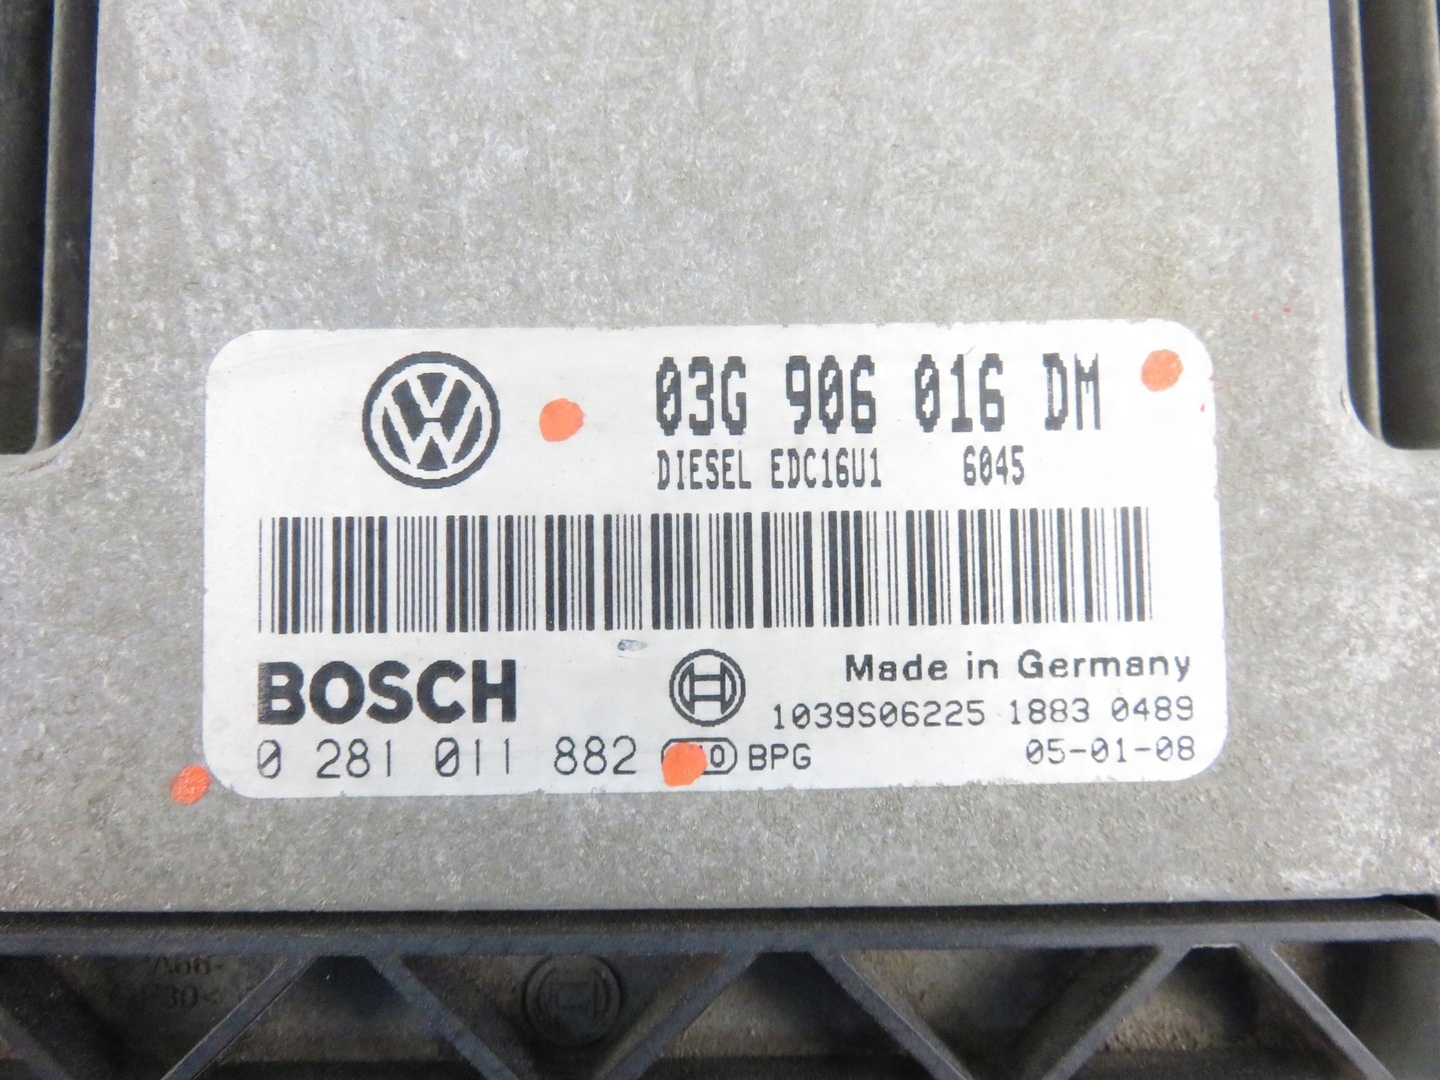 03G 906 016 DM
DIESEL EDC16U1 6045
BOSCH
Made in Germany
1039S06225 1883 0489
0 281 011 882 BPG
05-01-08